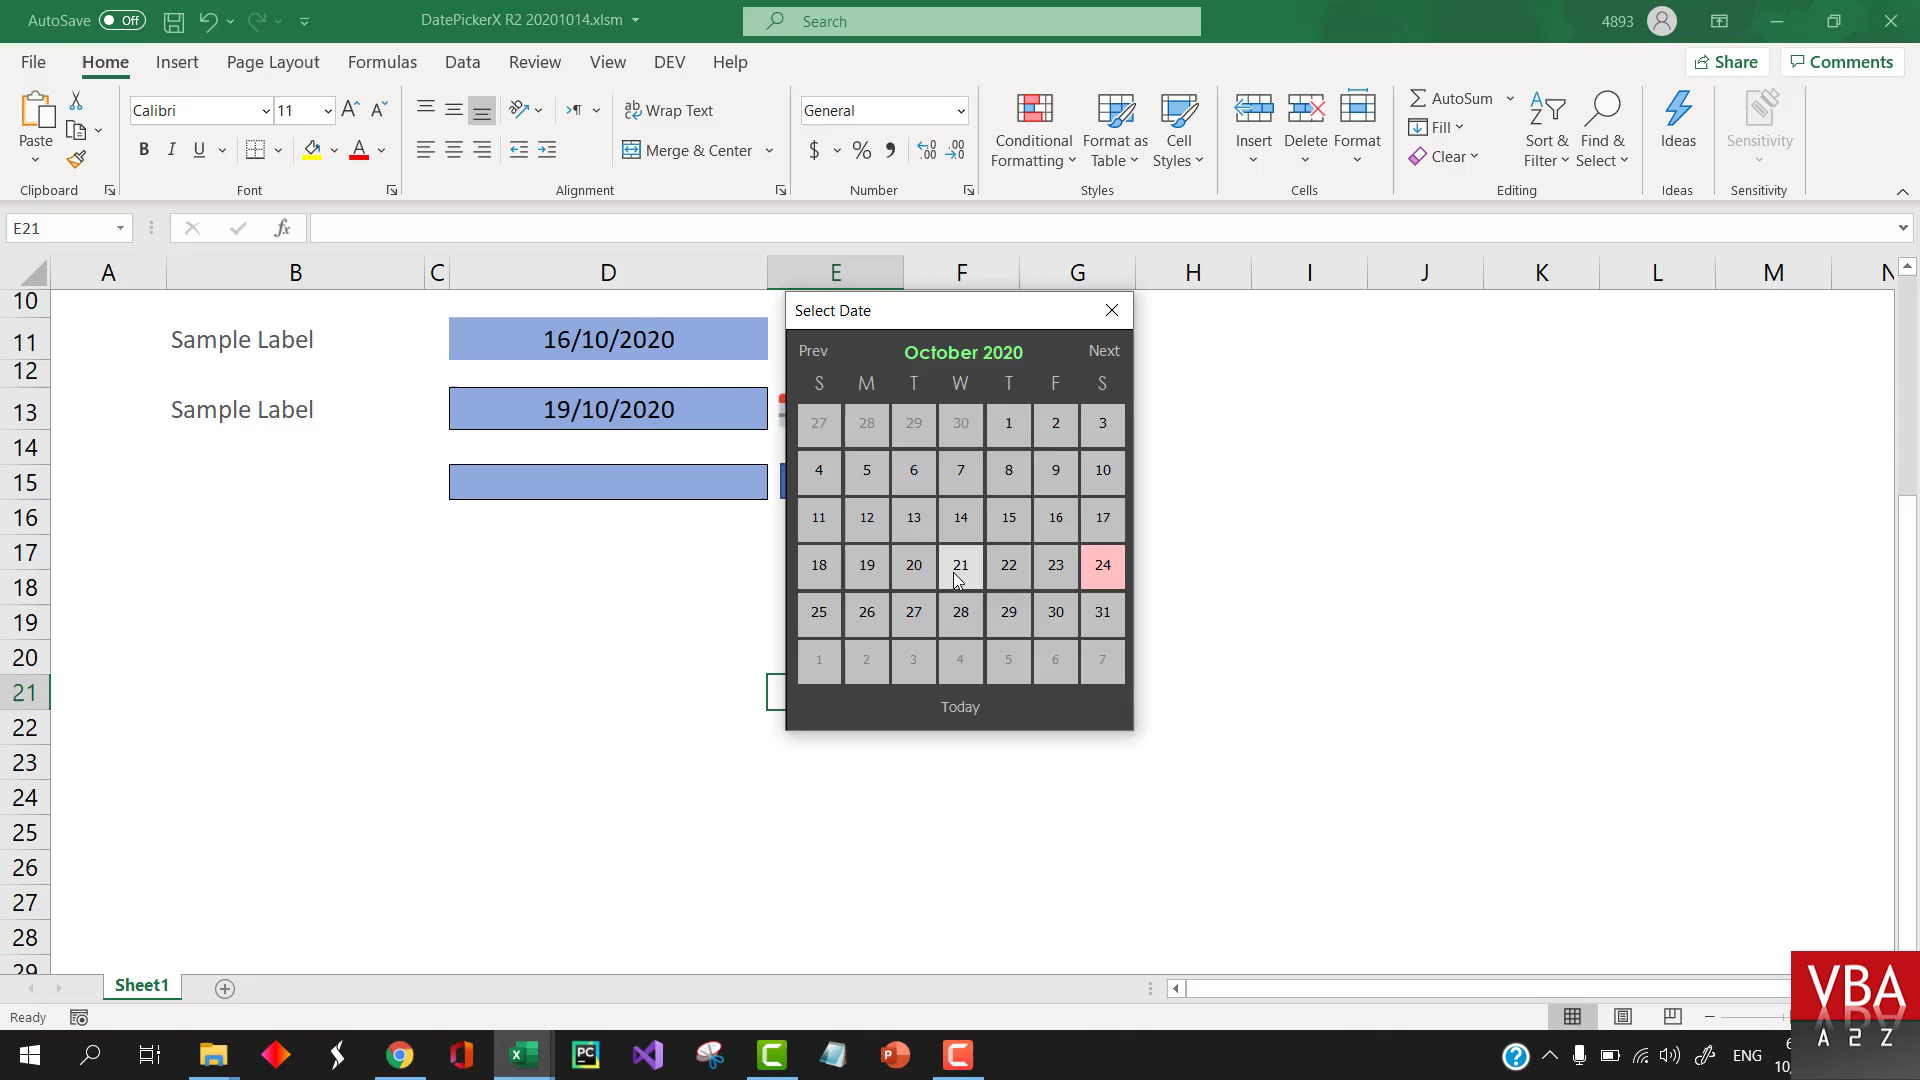 AutoSave Off DatePickerX R2 20201014.xlsm Search 4893
File Home Insert Page Layout Formulas Data Review View DEV Help Share Comments
Paste
Calibri 11
B I U A
Wrap Text
Merge & Center
General
$ % ,
Conditional Formatting
Format as Table
Cell Styles
Insert Delete Format
AutoSum
Fill
Clear
Sort & Filter
Find & Select
Ideas
Sensitivity
Clipboard Font Alignment Number Styles Cells Editing Ideas Sensitivity
E21 fx
A B C D E F G H I J K L M N
10
11 Sample Label 16/10/2020
12
13 Sample Label 19/10/2020
14
15
16
17
18
19
20
21
22
23
24
25
26
27
28
29
Select Date
Prev October 2020 Next
S M T W T F S
27 28 29 30 1 2 3
4 5 6 7 8 9 10
11 12 13 14 15 16 17
18 19 20 21 22 23 24
25 26 27 28 29 30 31
1 2 3 4 5 6 7
Today
Sheet1
Ready
ENG
VBA
A 2 Z